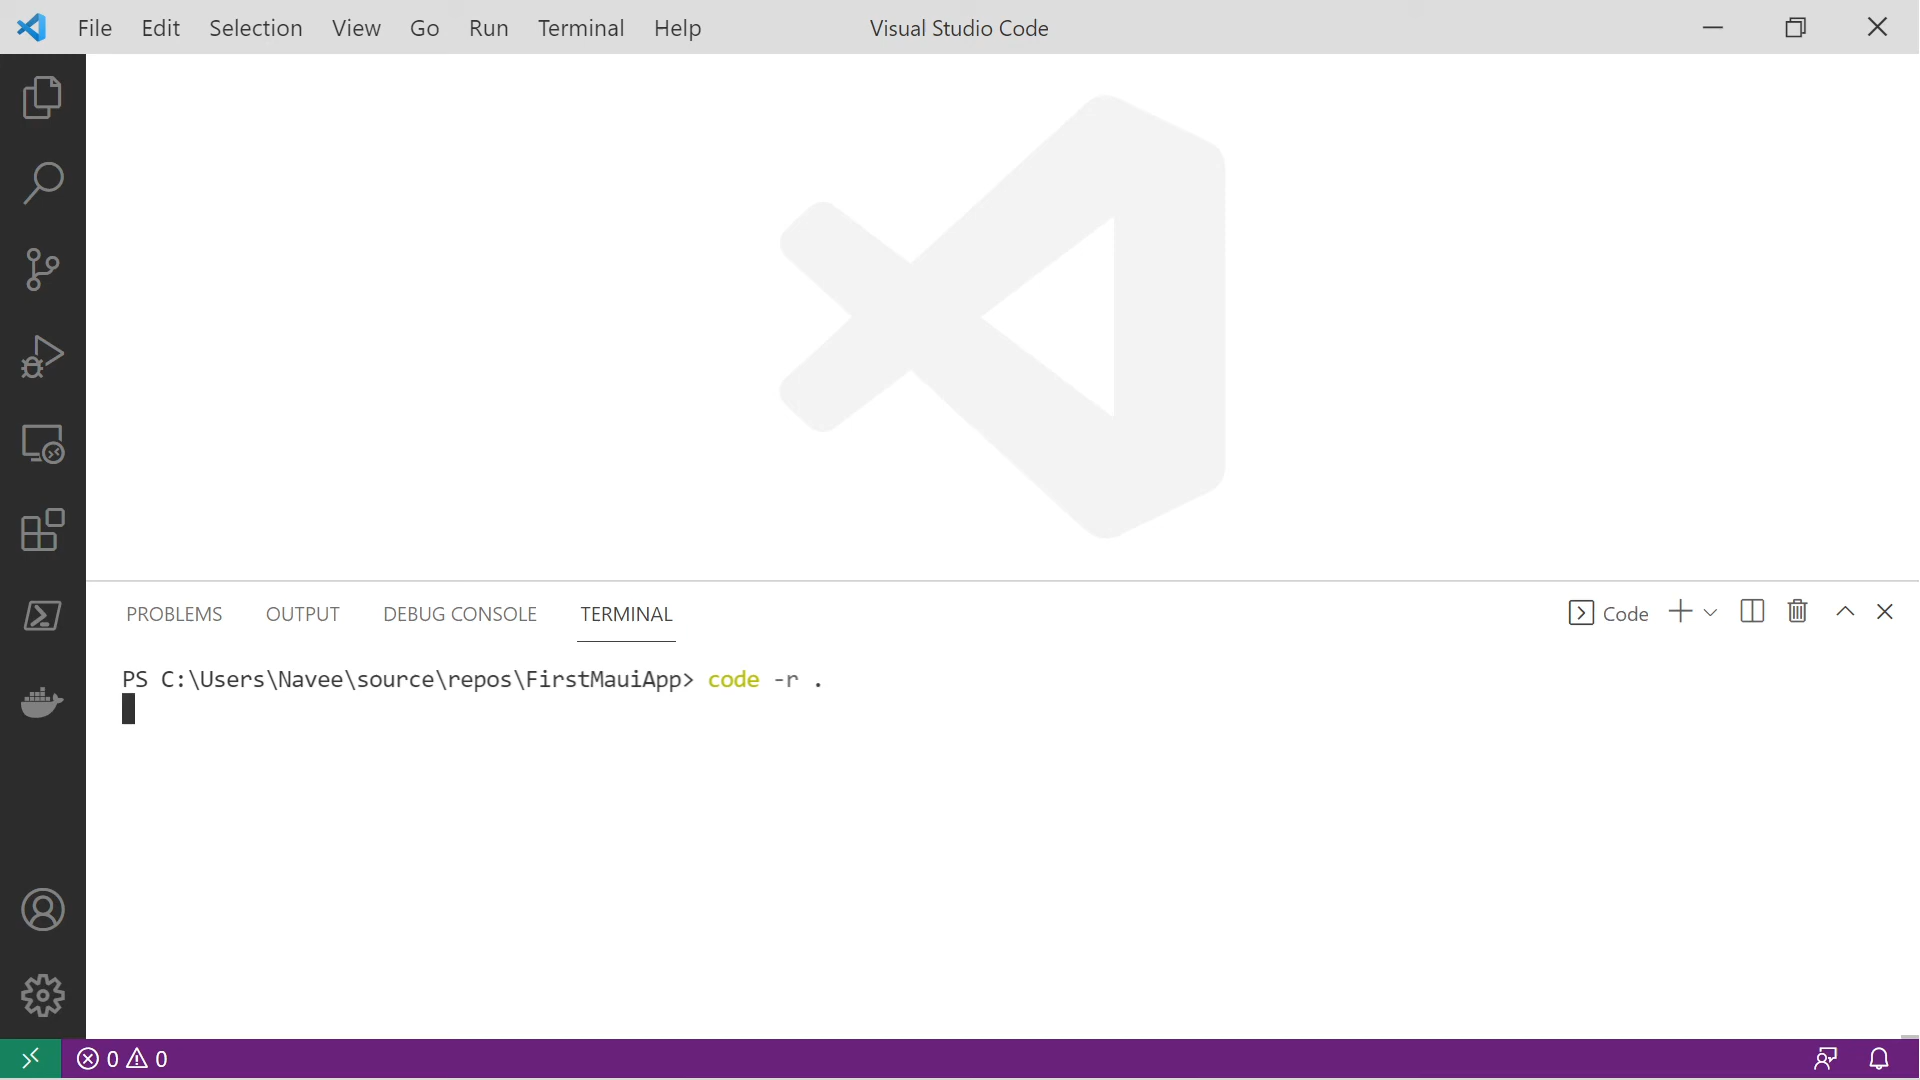 File Edit Selection View Go Run Terminal Help Visual Studio Code
PROBLEMS OUTPUT DEBUG CONSOLE TERMINAL Code
PS C:\Users\Navee\source\repos\FirstMauiApp> code -r .
0 0